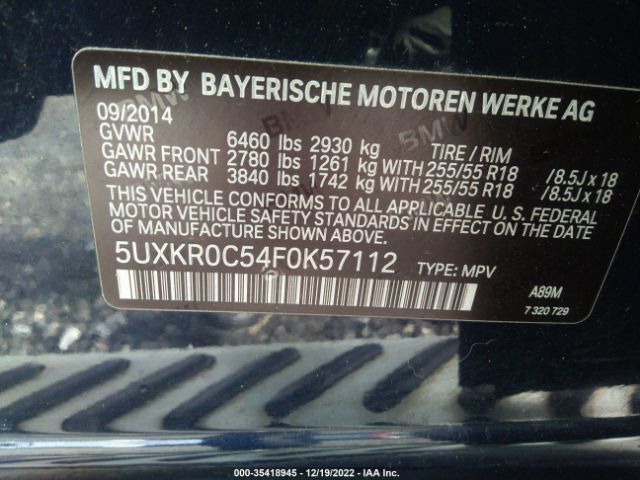 MFD BY BAYERISCHE MOTOREN WERKE AG
09/2014
GVWR 6460 lbs 2930 kg TIRE / RIM
GAWR FRONT 2780 lbs 1261 kg WITH 255/55 R18 /8.5J x 18
GAWR REAR 3840 lbs 1742 kg WITH 255/55 R18 /8.5J x 18
THIS VEHICLE CONFORMS TO ALL APPLICABLE U. S. FEDERAL
MOTOR VEHICLE SAFETY STANDARDS IN EFFECT ON THE
DATE OF MANUFACTURE SHOWN ABOVE.
5UXKR0C54F0K57112 TYPE: MPV
A89M
7 320 729
000-35418945 - 12/19/2022 - IAA Inc.